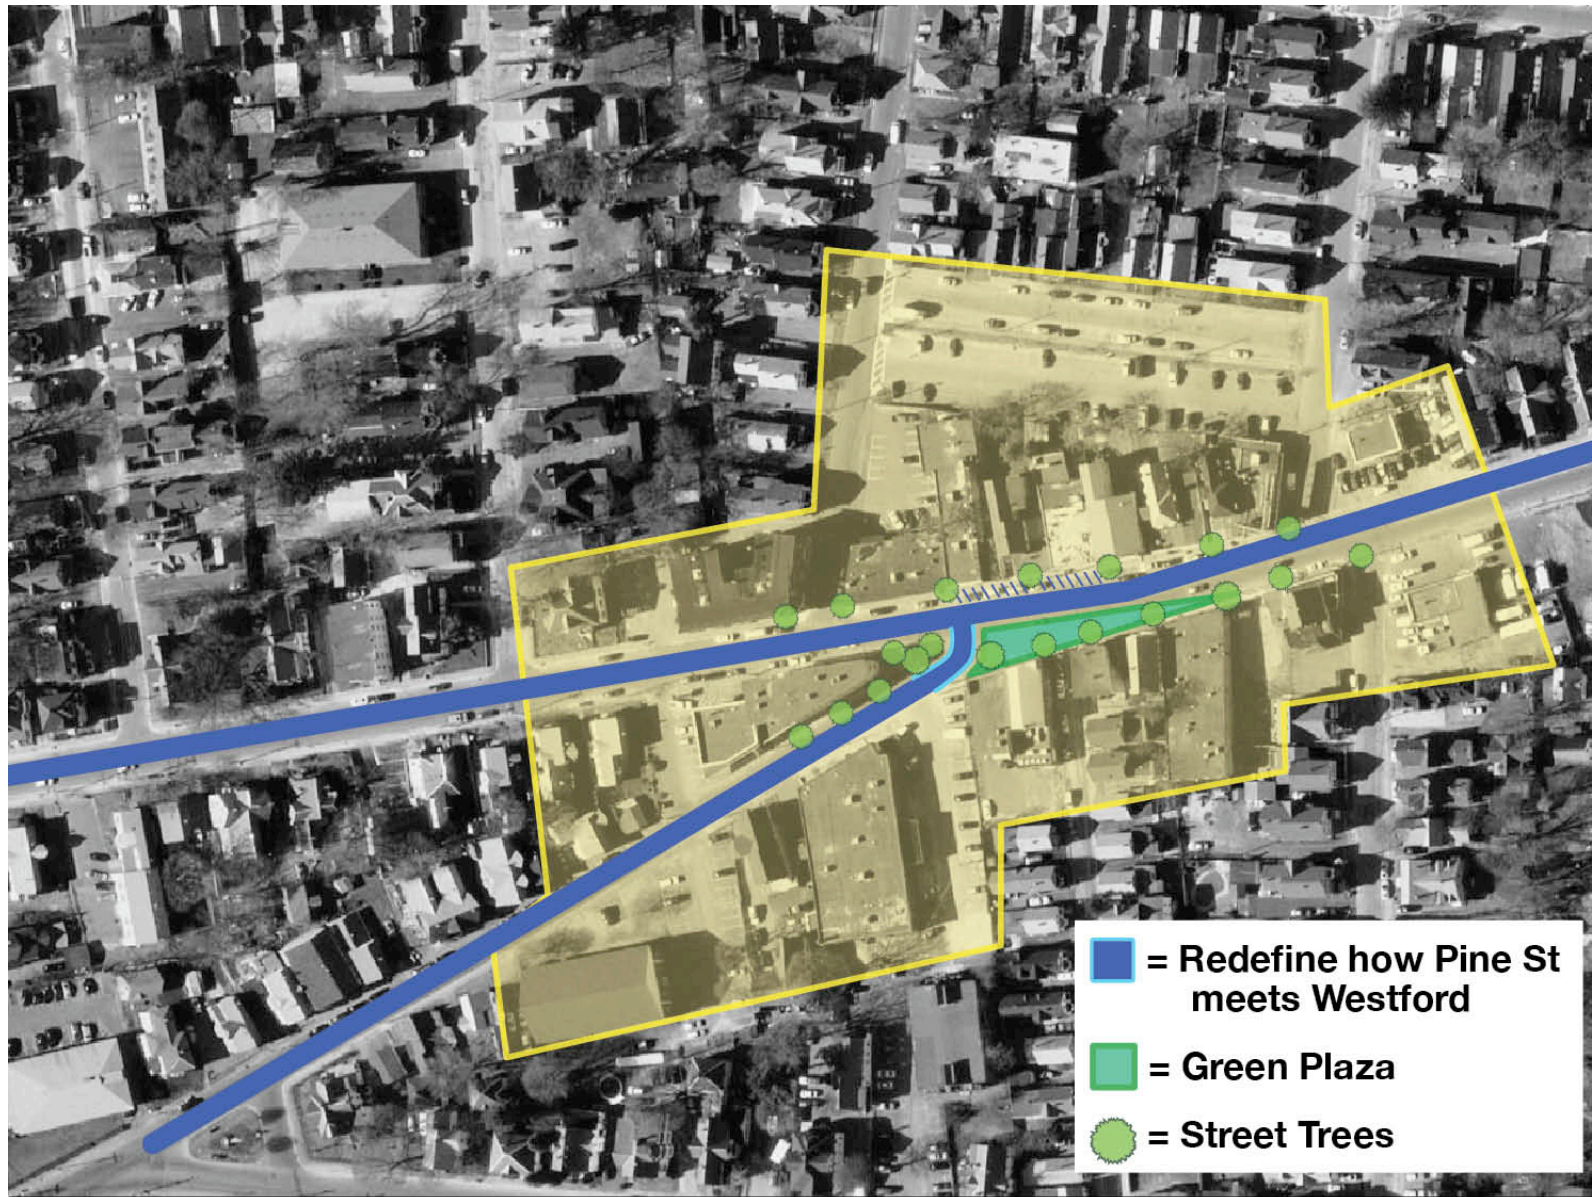 = Redefine how Pine St
meets Westford
= Green Plaza
= Street Trees